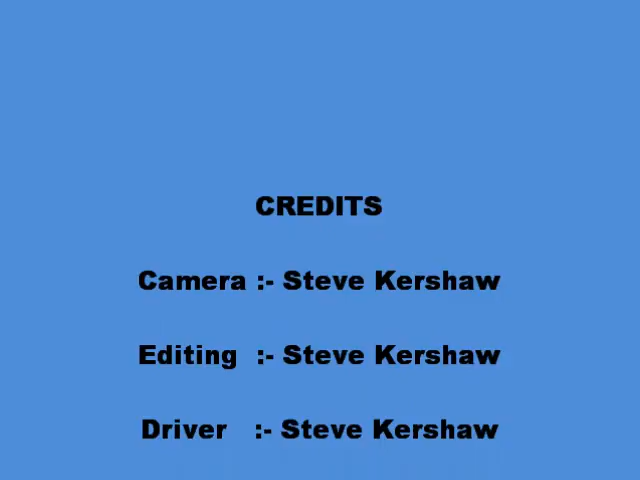 CREDITS
Camera :- Steve Kershaw
Editing :- Steve Kershaw
Driver :- Steve Kershaw